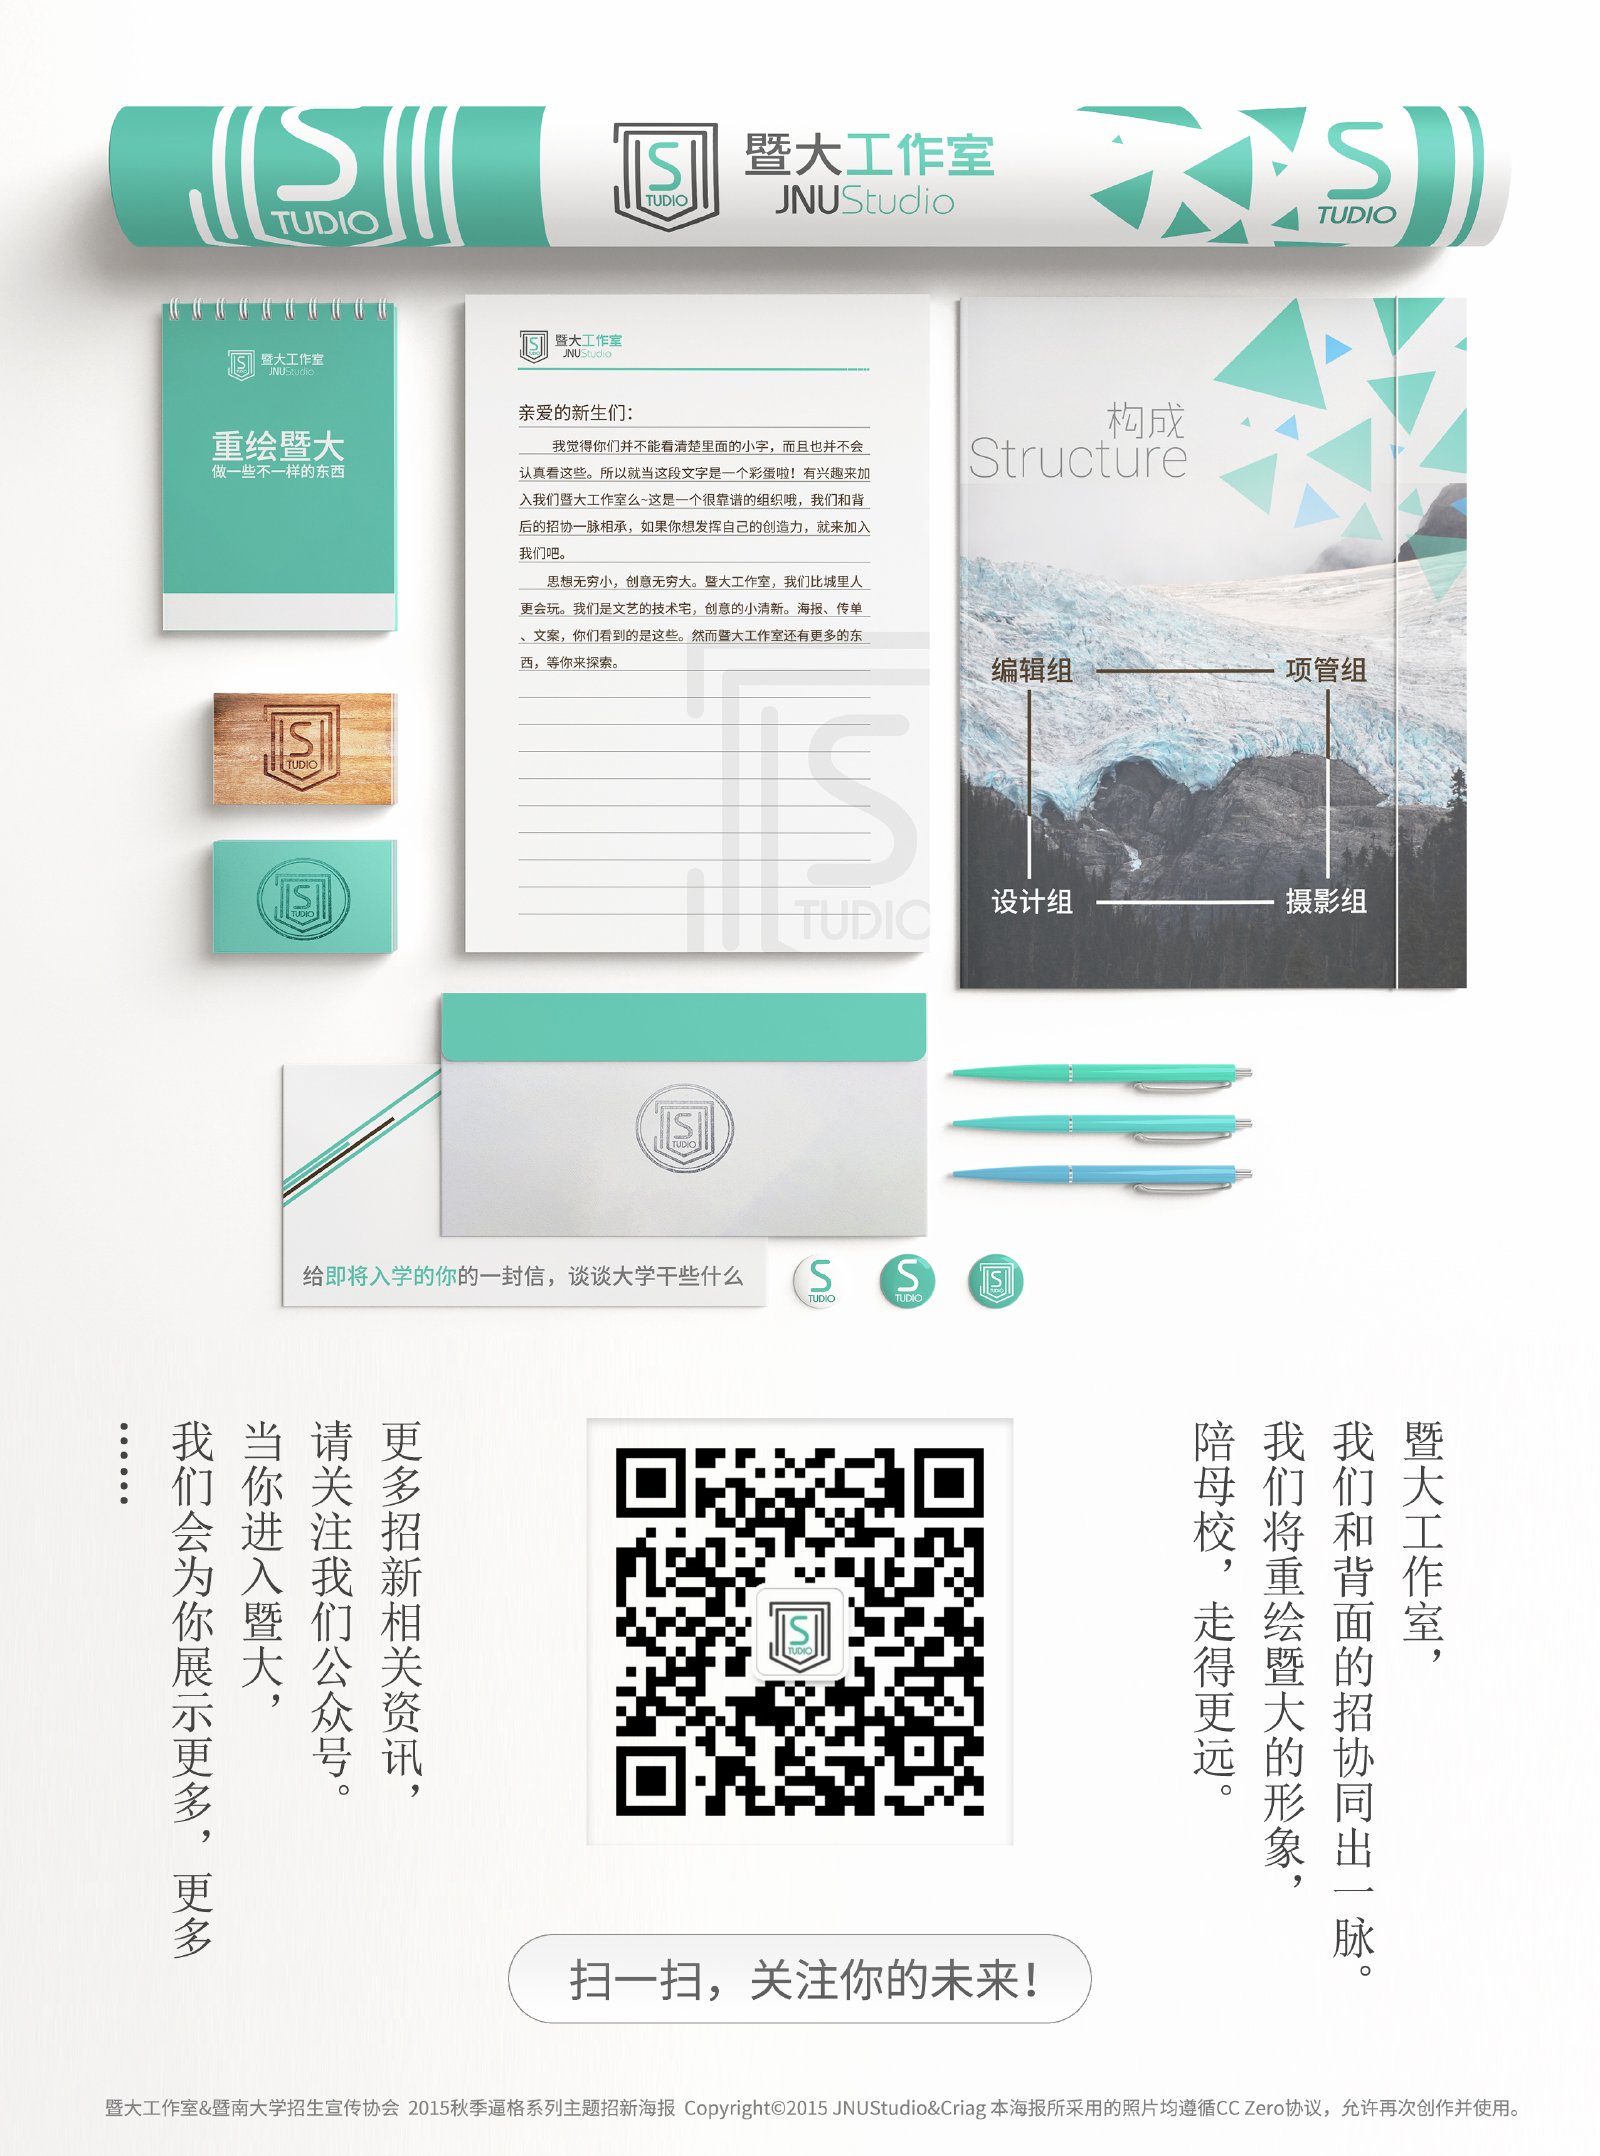 S
TUDIO
S
TUDIO
暨大工作室
JNUStudio
S
TUDIO
S
TUDIO
暨大工作室
JNUStudio
重绘暨大
做一些不一样的东西
S
TUDIO
暨大工作室
JNUStudio
亲爱的新生们：
我觉得你们并不能看清楚里面的小字，而且也并不会
认真看这些。所以就当这段文字是一个彩蛋啦！有兴趣来加
入我们暨大工作室么~这是一个很靠谱的组织哦，我们和背
后的招协一脉相承，如果你想发挥自己的创造力，就来加入
我们吧。
思想无穷小，创意无穷大。暨大工作室，我们比城里人
更会玩。我们是文艺的技术宅，创意的小清新。海报、传单
、文案，你们看到的是这些。然而暨大工作室还有更多的东
西，等你来探索。
S
TUDIO
构成
Structure
编辑组
项管组
设计组
摄影组
S
TUDIO
S
TUDIO
S
TUDIO
给即将入学的你的一封信，谈谈大学干些什么
S
TUDIO
S
TUDIO
S
TUDIO
暨大工作室，
我们和背面的招协同出一脉。
我们将重绘暨大的形象，
陪母校，走得更远。
S
TUDIO
更多招新相关资讯，
请关注我们公众号。
当你进入暨大，
我们会为你展示更多，更多
……
扫一扫，关注你的未来！
暨大工作室&暨南大学招生宣传协会 2015秋季逼格系列主题招新海报 Copyright©2015 JNUStudio&Criag 本海报所采用的照片均遵循CC Zero协议，允许再次创作并使用。